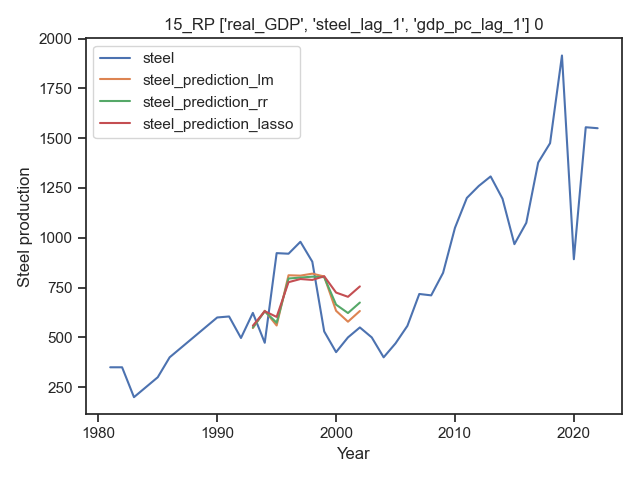 15_RP ['real_GDP', 'steel_lag_1', 'gdp_pc_lag_1'] 0
steel
steel_prediction_lm
steel_prediction_rr
steel_prediction_lasso
Steel production
2000
1750
1500
1250
1000
750
500
250
1980
1990
2000
2010
2020
Year